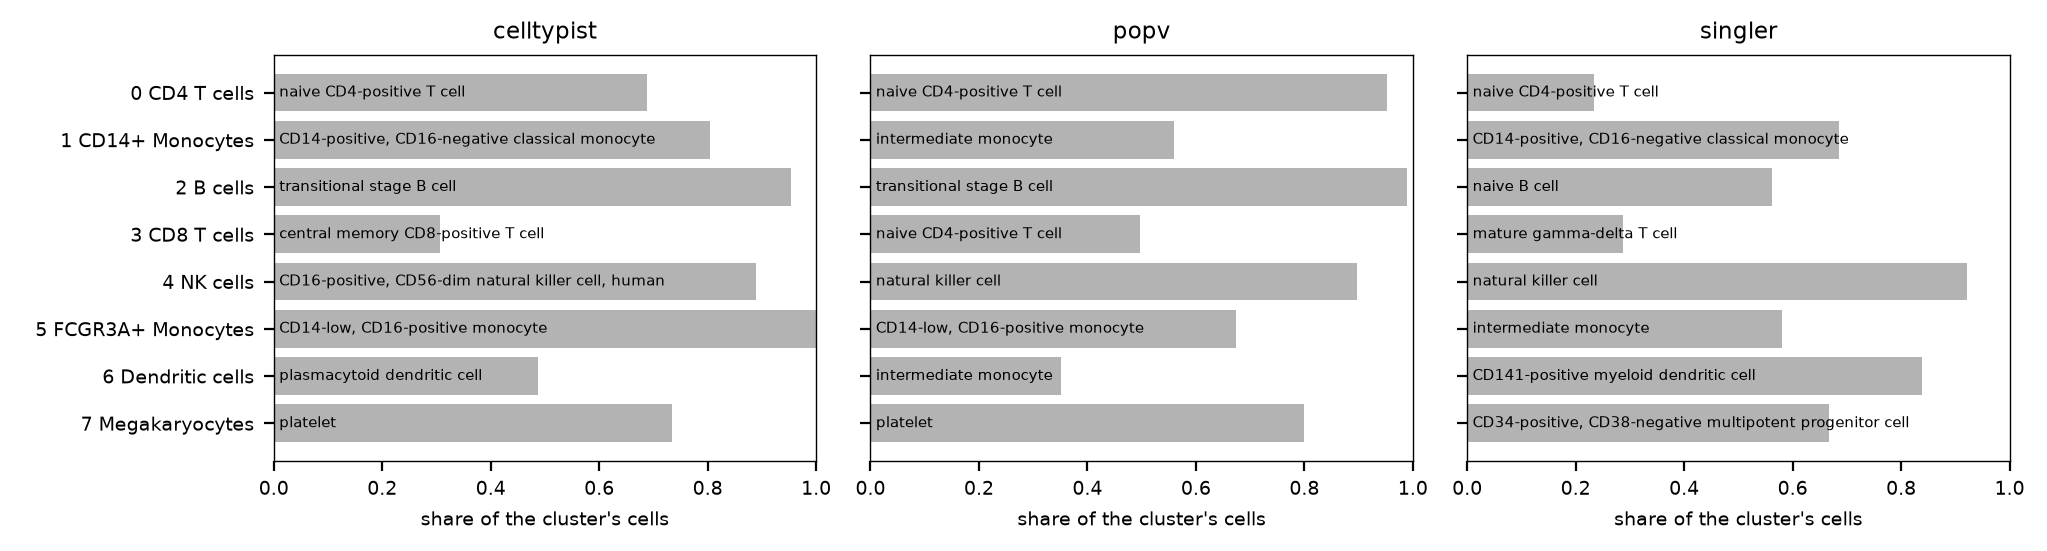 celltypist
popv
singler
0 CD4 T cells
naive CD4-positive T cell
naive CD4-positive T cell
naive CD4-positive T cell
1 CD14+ Monocytes
CD14-positive, CD16-negative classical monocyte
intermediate monocyte
CD14-positive, CD16-negative classical monocyte
2 B cells
transitional stage B cell
transitional stage B cell
naive B cell
3 CD8 T cells
central memory CD8-positive T cell
naive CD4-positive T cell
mature gamma-delta T cell
4 NK cells
CD16-positive, CD56-dim natural killer cell, human
natural killer cell
natural killer cell
5 FCGR3A+ Monocytes
CD14-low, CD16-positive monocyte
CD14-low, CD16-positive monocyte
intermediate monocyte
6 Dendritic cells
plasmacytoid dendritic cell
intermediate monocyte
CD141-positive myeloid dendritic cell
7 Megakaryocytes
platelet
platelet
CD34-positive, CD38-negative multipotent progenitor cell
0.0 0.2 0.4 0.6 0.8 1.0
0.0 0.2 0.4 0.6 0.8 1.0
0.0 0.2 0.4 0.6 0.8 1.0
share of the cluster's cells
share of the cluster's cells
share of the cluster's cells